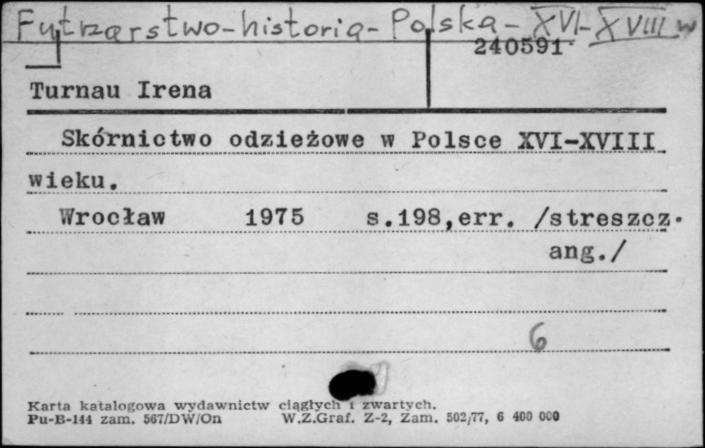 Futrzarstwo-historia-Polska-XVI-XVIII w
240591
Turnau Irena
Skórnictwo odzieżowe w Polsce XVI-XVIII
wieku.
Wrocław 1975 s.198,err. /streszcz.
ang./
6
Karta katalogowa wydawnictw ciągłych i zwartych.
Pu-B-144 zam. 567/DW/On W.Z.Graf. Z-2, Zam. 502/77, 6 400 000